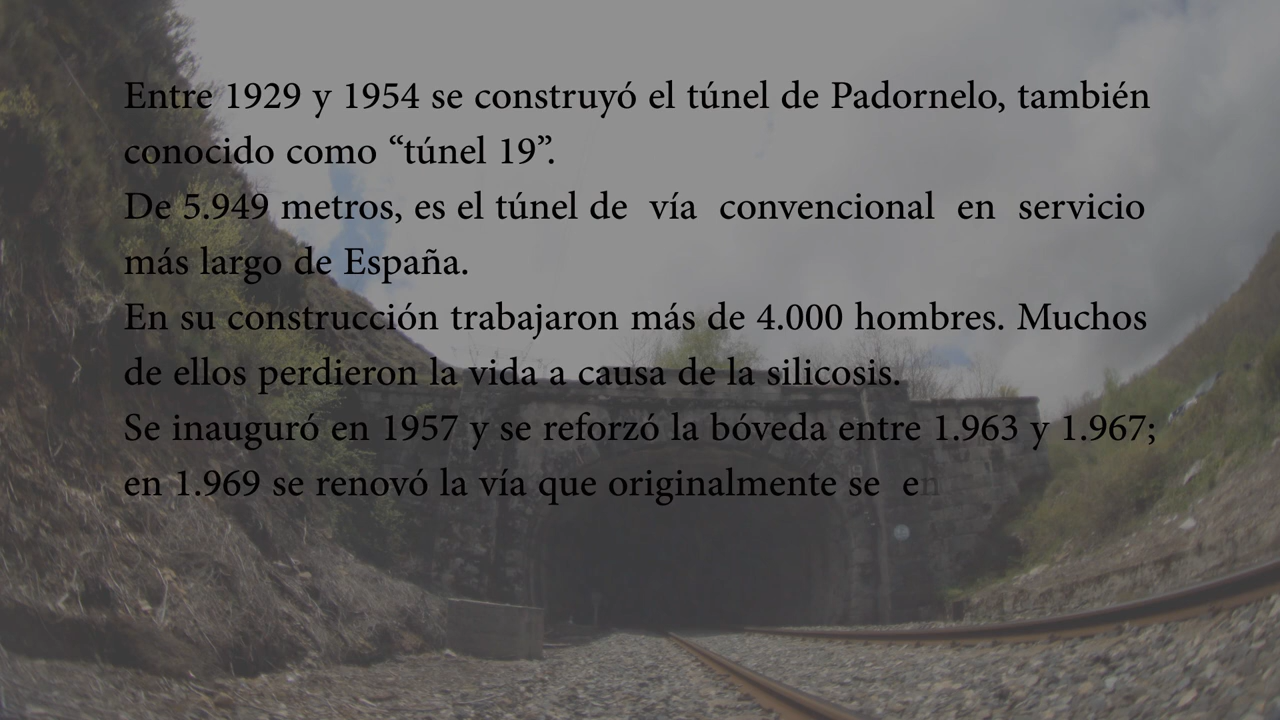 Entre 1929 y 1954 se construyó el túnel de Padornelo, también
conocido como “túnel 19”.
De 5.949 metros, es el túnel de vía convencional en servicio
más largo de España.
En su construcción trabajaron más de 4.000 hombres. Muchos
de ellos perdieron la vida a causa de la silicosis.
Se inauguró en 1957 y se reforzó la bóveda entre 1.963 y 1.967;
en 1.969 se renovó la vía que originalmente se en